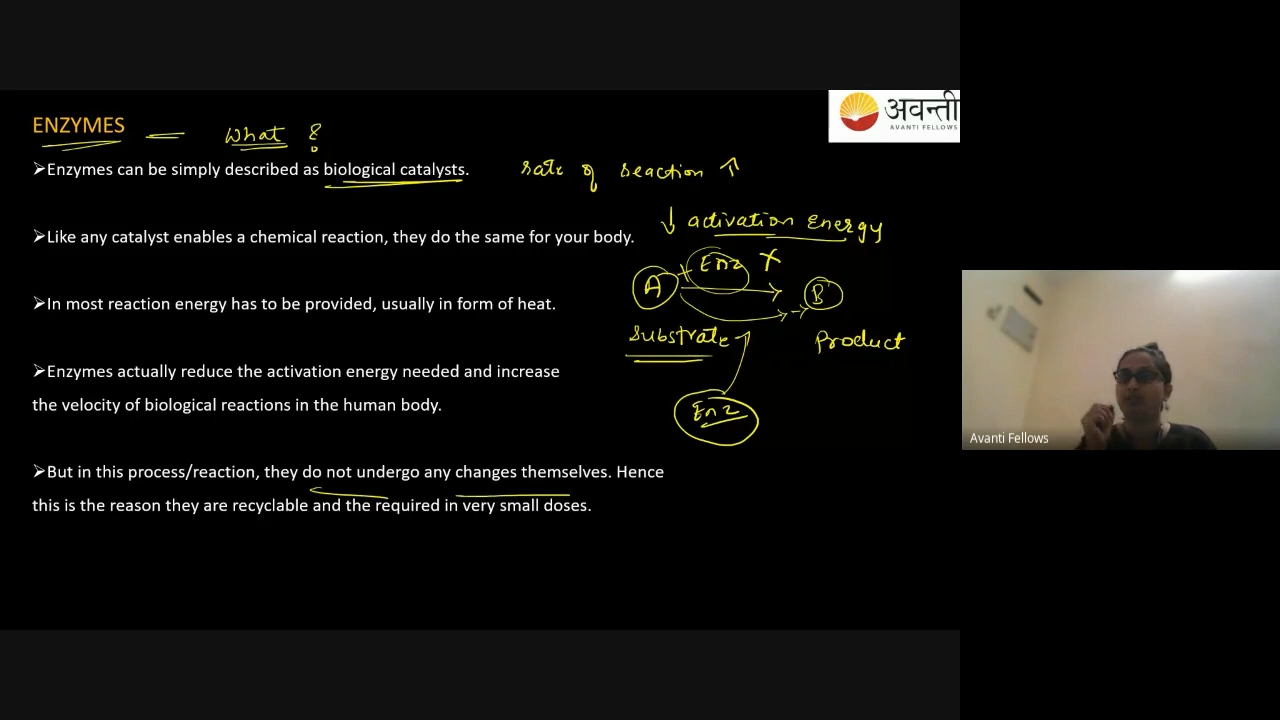 ENZYMES — What ?
➢Enzymes can be simply described as biological catalysts.
rate of reaction ↑
अवन्ती
AVANTI FELLOWS
➢Like any catalyst enables a chemical reaction, they do the same for your body.
↓ activation Energy
A + Enz X
B
➢In most reaction energy has to be provided, usually in form of heat.
Substrate
Product
➢Enzymes actually reduce the activation energy needed and increase
the velocity of biological reactions in the human body.
Enz
➢But in this process/reaction, they do not undergo any changes themselves. Hence
this is the reason they are recyclable and the required in very small doses.
Avanti Fellows